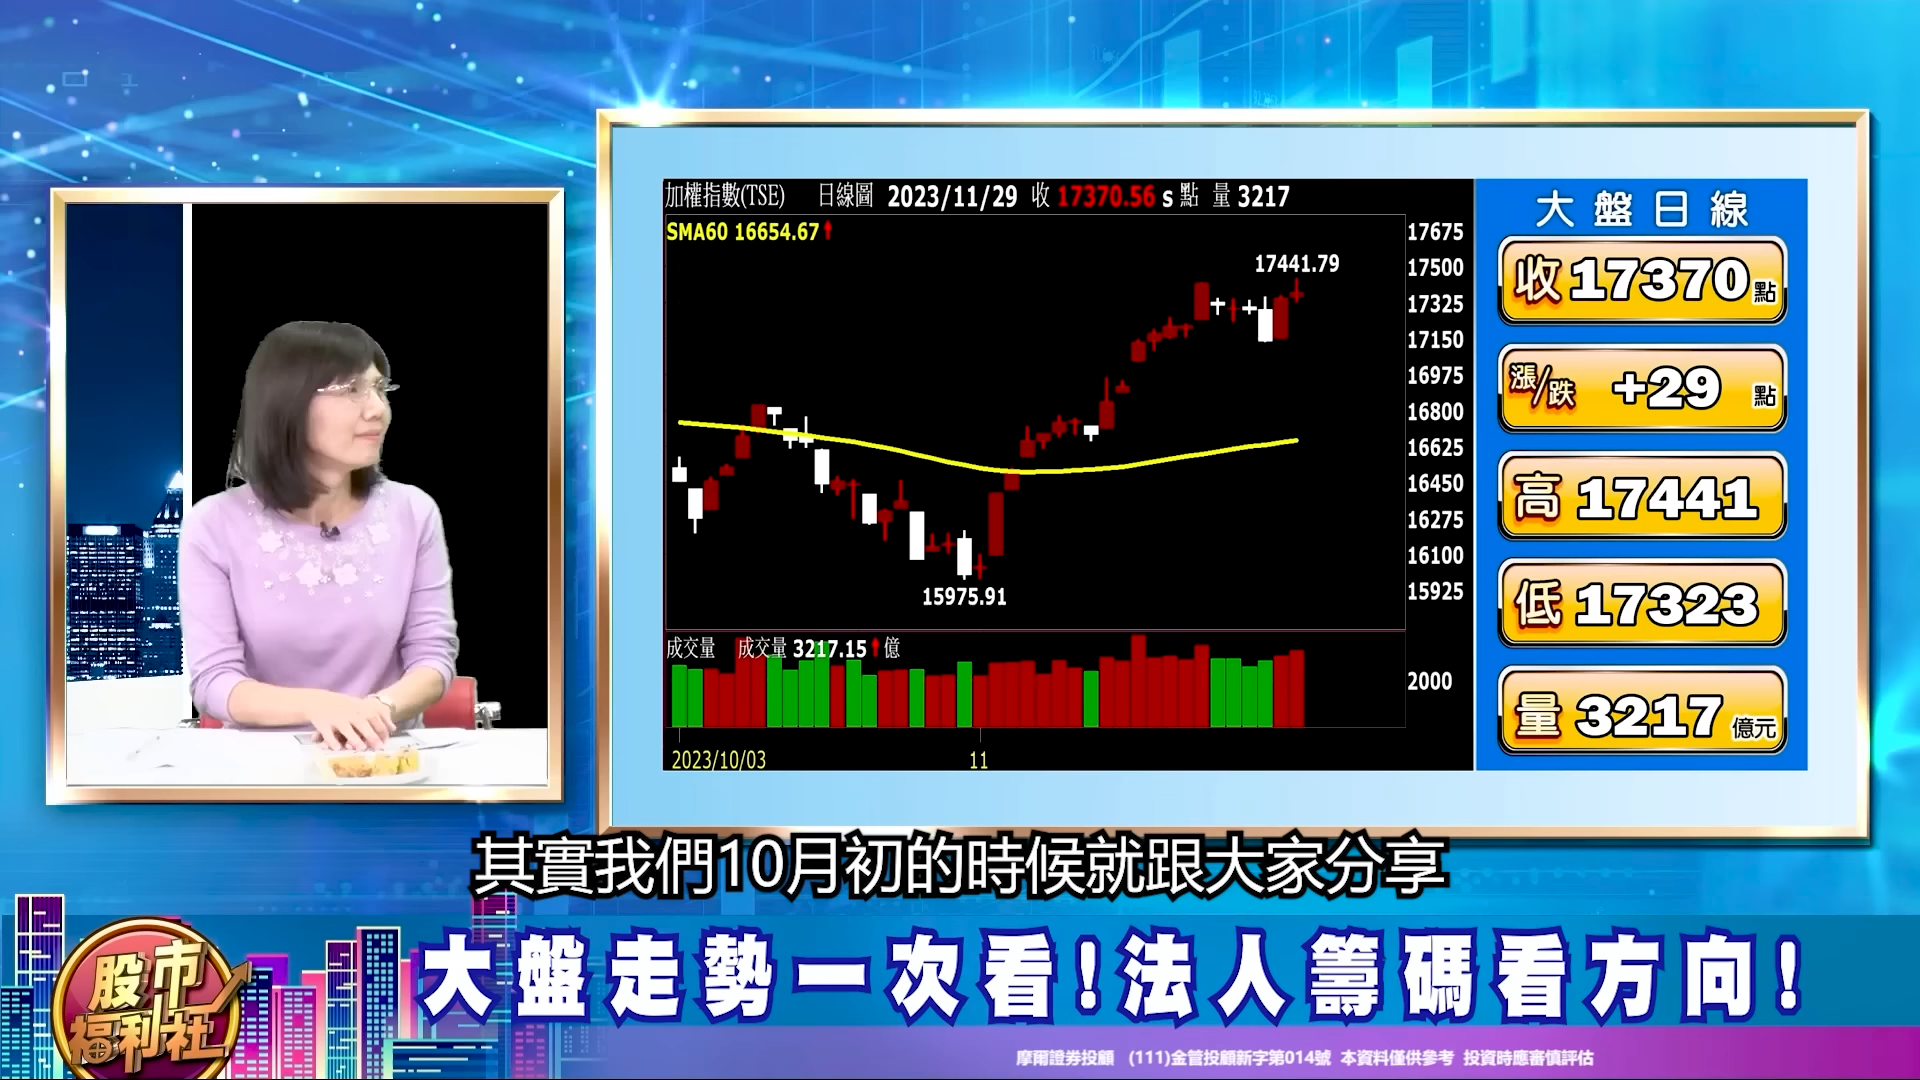 加權指數(TSE) 日線圖 2023/11/29 收 17370.56 s 點 量 3217
SMA60 16654.67
17441.79
15975.91
17675
17500
17325
17150
16975
16800
16625
16450
16275
16100
15925
成交量 成交量 3217.15 億
2000
2023/10/03
11
大盤日線
收 17370 點
漲/跌 +29 點
高 17441
低 17323
量 3217 億元
其實我們10月初的時候就跟大家分享
大盤走勢一次看!法人籌碼看方向!
股市
福利社
摩爾證券投顧 (111)金管投顧新字第014號 本資料僅供參考 投資時應審慎評估